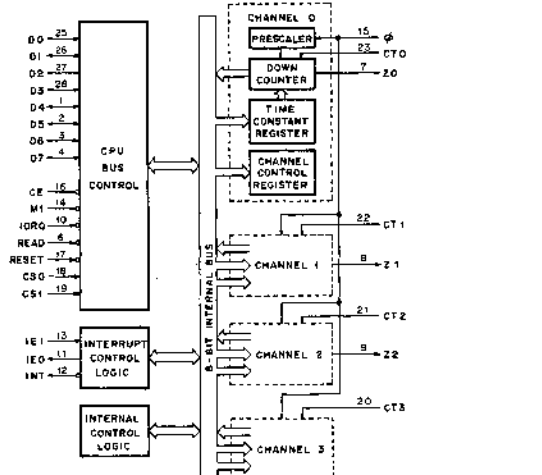 CHANNEL 0
PRESCALER
DOWN
COUNTER
TIME
CONSTANT
REGISTER
CHANNEL
CONTROL
REGISTER
15 Φ
23 CT0
7 Z0
D0 25
D1 26
D2 27
D3 28
D4 1
D5 2
D6 3
D7 4
CPU
BUS
CONTROL
CE 16
M1 14
IORQ 10
READ 6
RESET 17
CS0 18
CS1 19
8-BIT INTERNAL BUS
22 CT1
CHANNEL 1
8 Z1
21 CT2
CHANNEL 2
9 Z2
IEI 13
IEO 11
INT 12
INTERRUPT
CONTROL
LOGIC
20 CT3
CHANNEL 3
INTERNAL
CONTROL
LOGIC